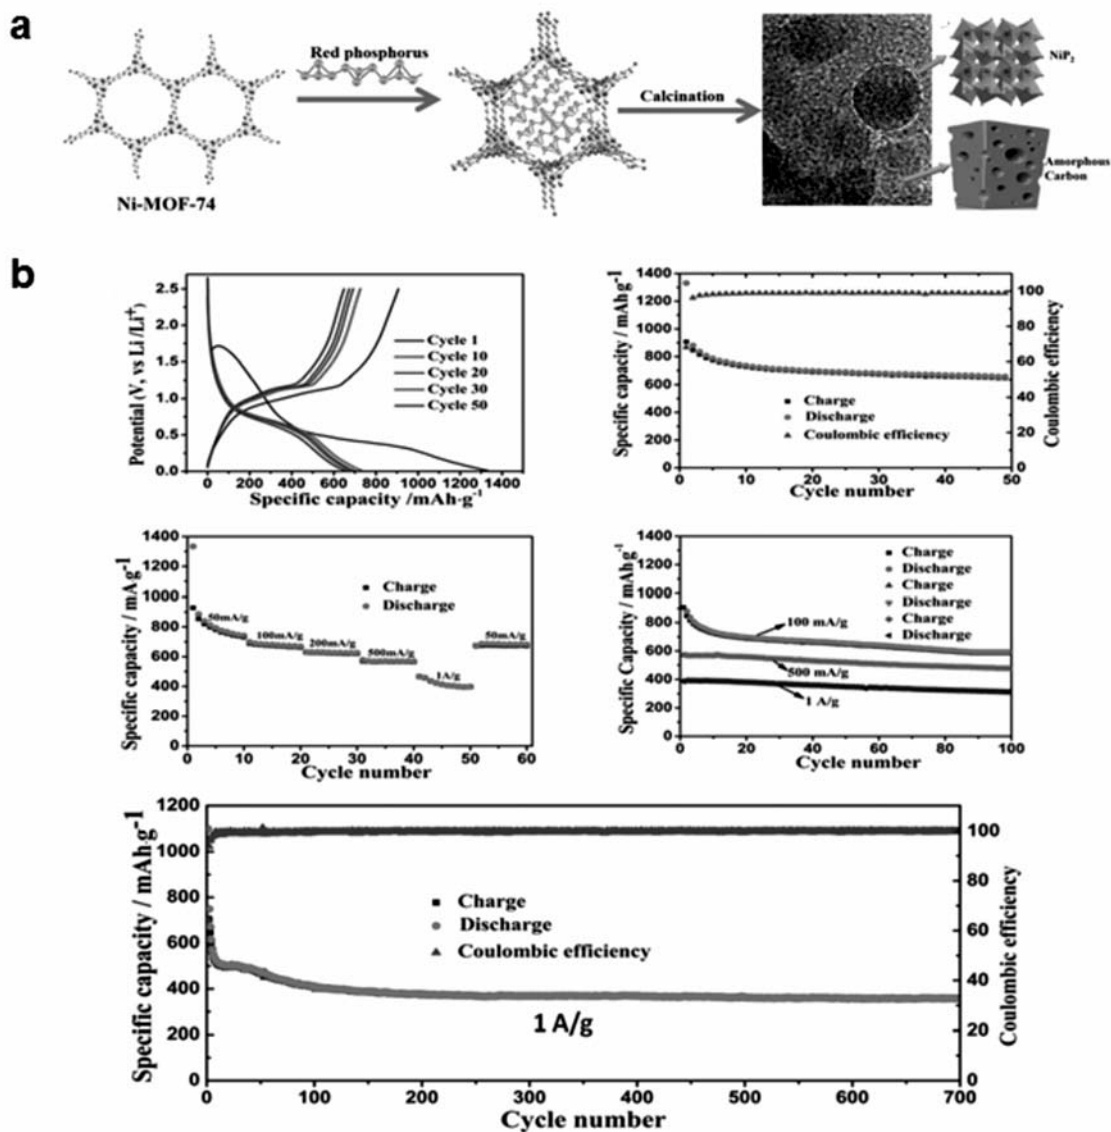 a
Red phosphorus
Calcination
NiP2
Amorphous
Carbon
Ni-MOF-74
b
Potential (V, vs Li /Li+)
2.5
2.0
1.5
1.0
0.5
0.0
Cycle 1
Cycle 10
Cycle 20
Cycle 30
Cycle 50
0 200 400 600 800 1000 1200 1400
Specific capacity /mAh·g-1
Specific capacity / mAh g-1
1400
1200
1000
800
600
400
200
0
Charge
Discharge
Coulombic efficiency
100
80
60
40
20
0
Coulombic efficiency
0 10 20 30 40 50
Cycle number
Specific capacity / mA·g-1
1400
1200
1000
800
600
400
200
0
Charge
Discharge
50mA/g
100mA/g
200mA/g
500mA/g
1A/g
50mA/g
0 10 20 30 40 50 60
Cycle number
Specific Capacity / mAh g-1
1400
1200
1000
800
600
400
200
0
Charge
Discharge
Charge
Discharge
Charge
Discharge
100 mA/g
500 mA/g
1 A/g
0 20 40 60 80 100
Cycle number
Specific capacity / mAh·g-1
1200
1000
800
600
400
200
0
Charge
Discharge
Coulombic efficiency
1 A/g
100
80
60
40
20
0
Coulombic efficiency
0 100 200 300 400 500 600 700
Cycle number